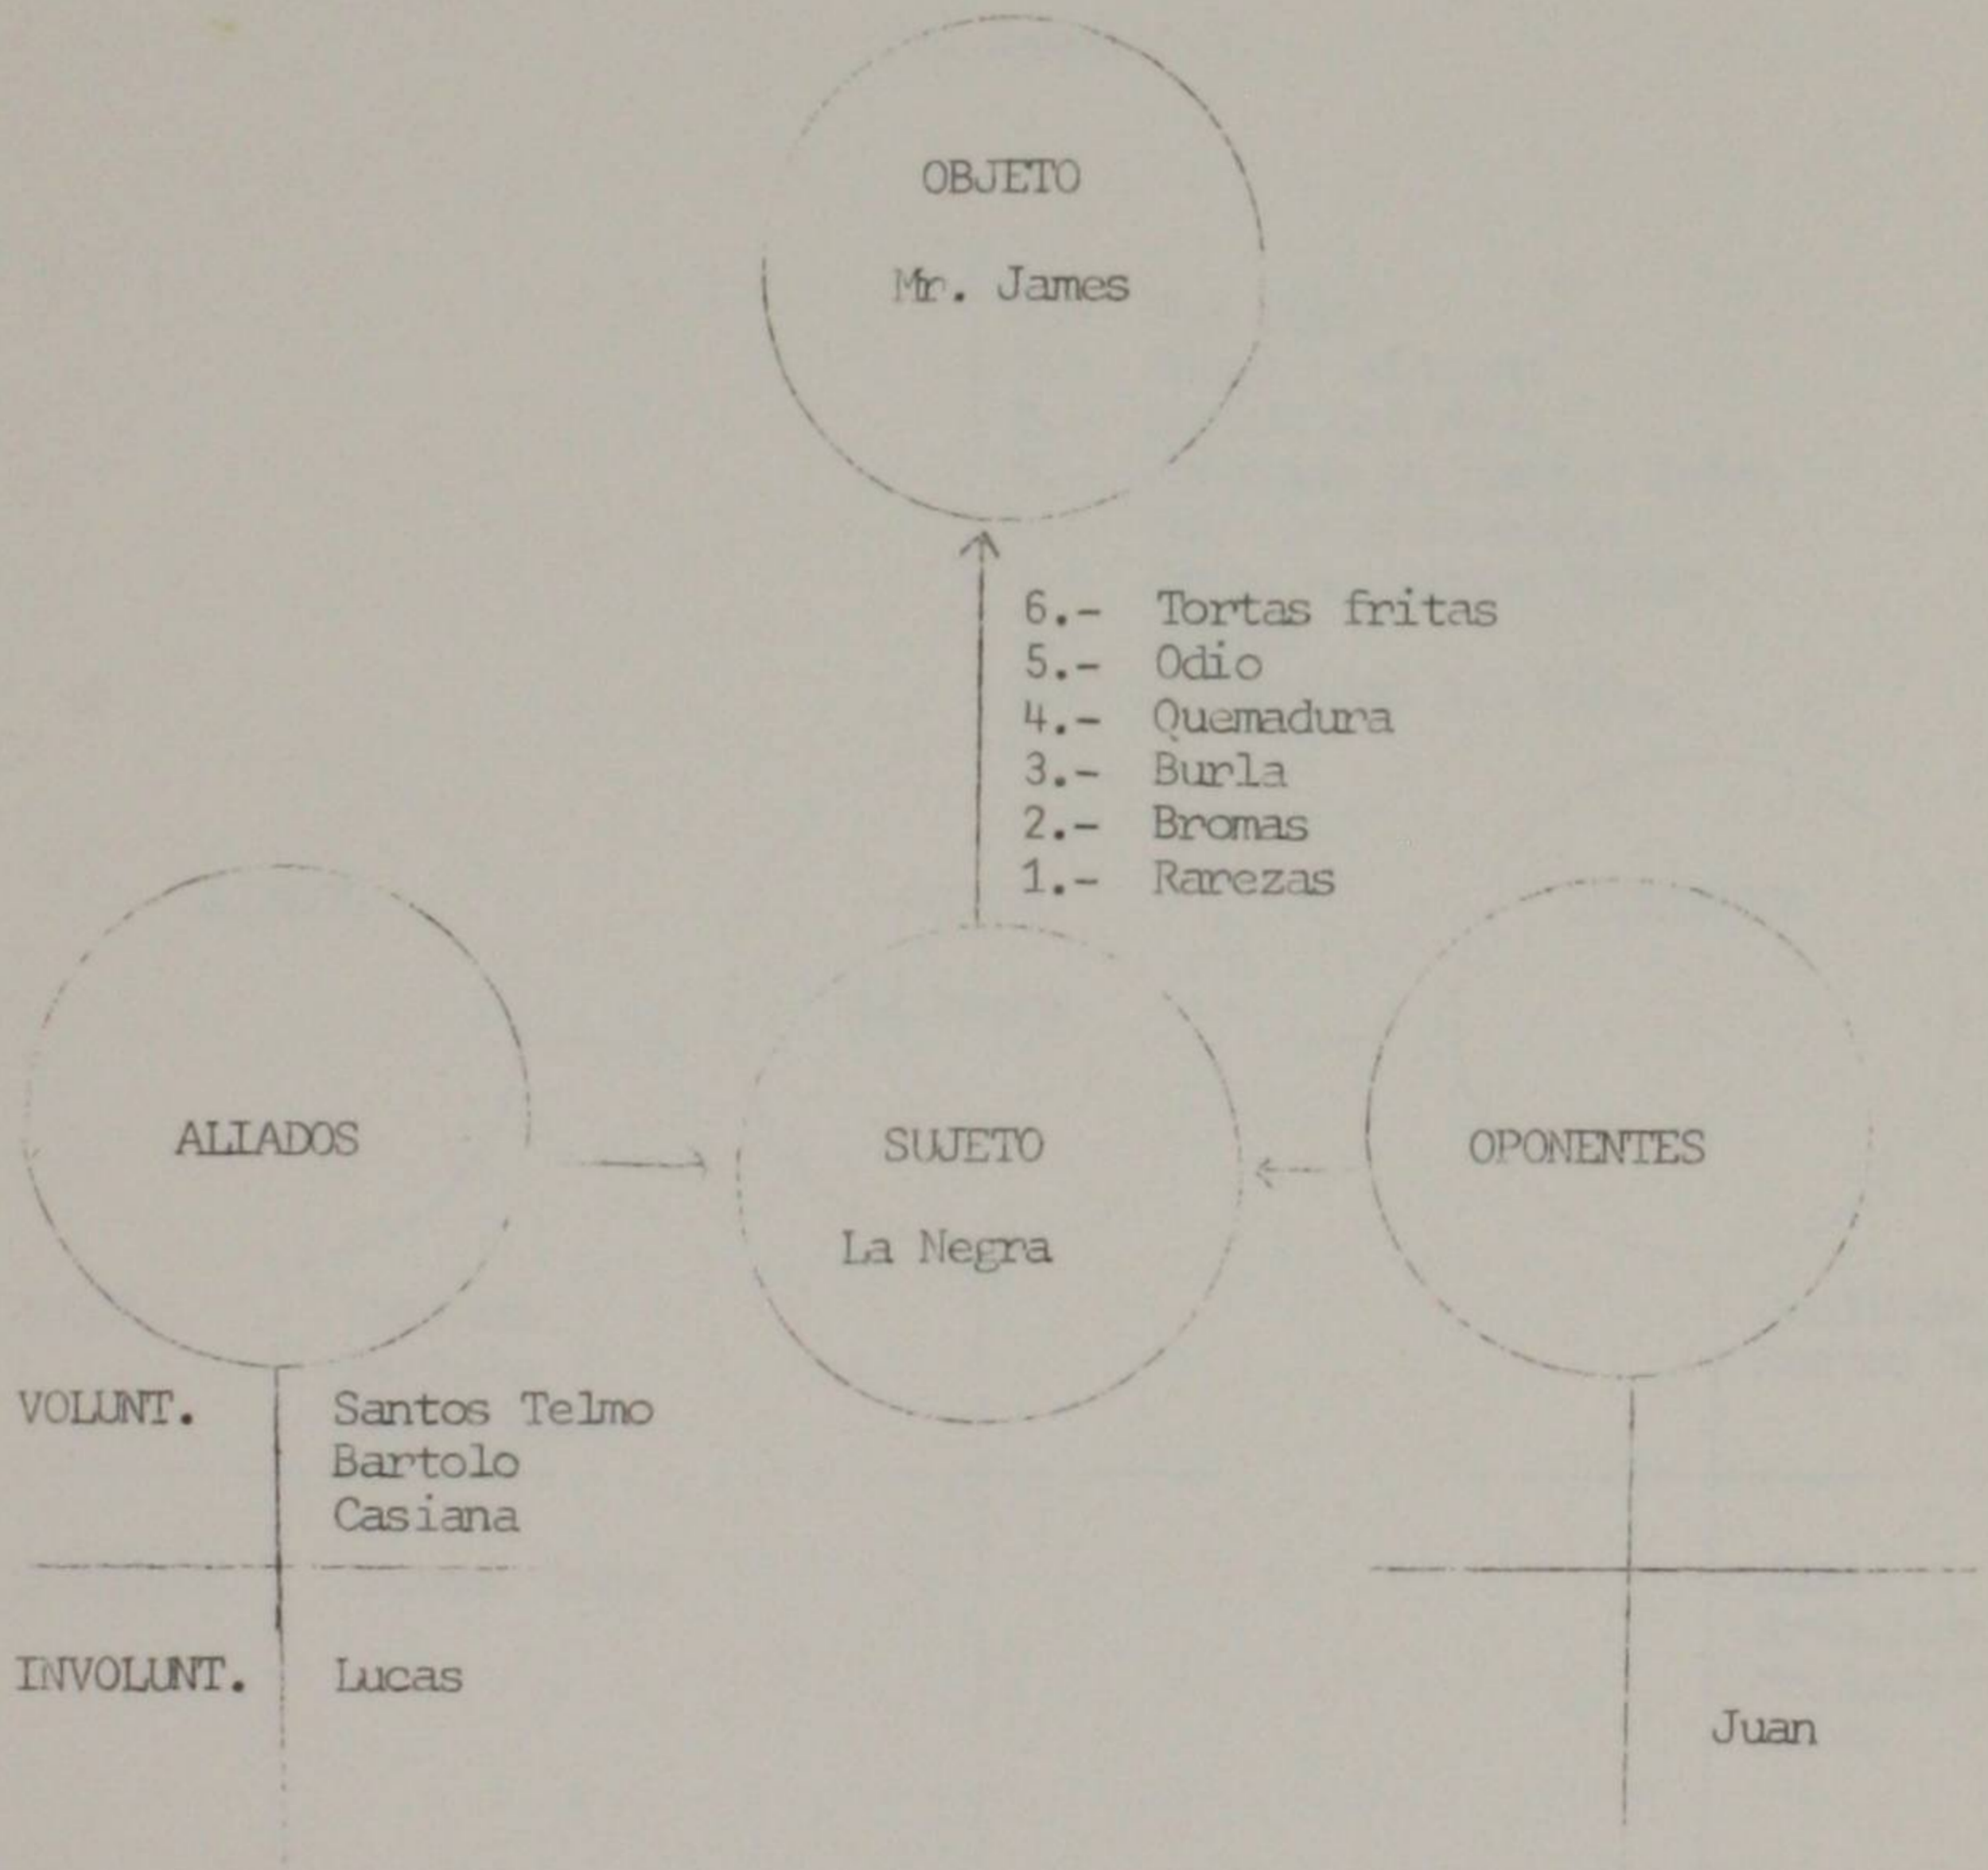 OBJETO
Mr. James
6.- Tortas fritas
5.- Odio
4.- Quemadura
3.- Burla
2.- Bromas
1.- Rarezas
ALIADOS
SUJETO
OPONENTES
La Negra
VOLUNT. Santos Telmo
Bartolo
Casiana
INVOLUNT. Lucas
Juan